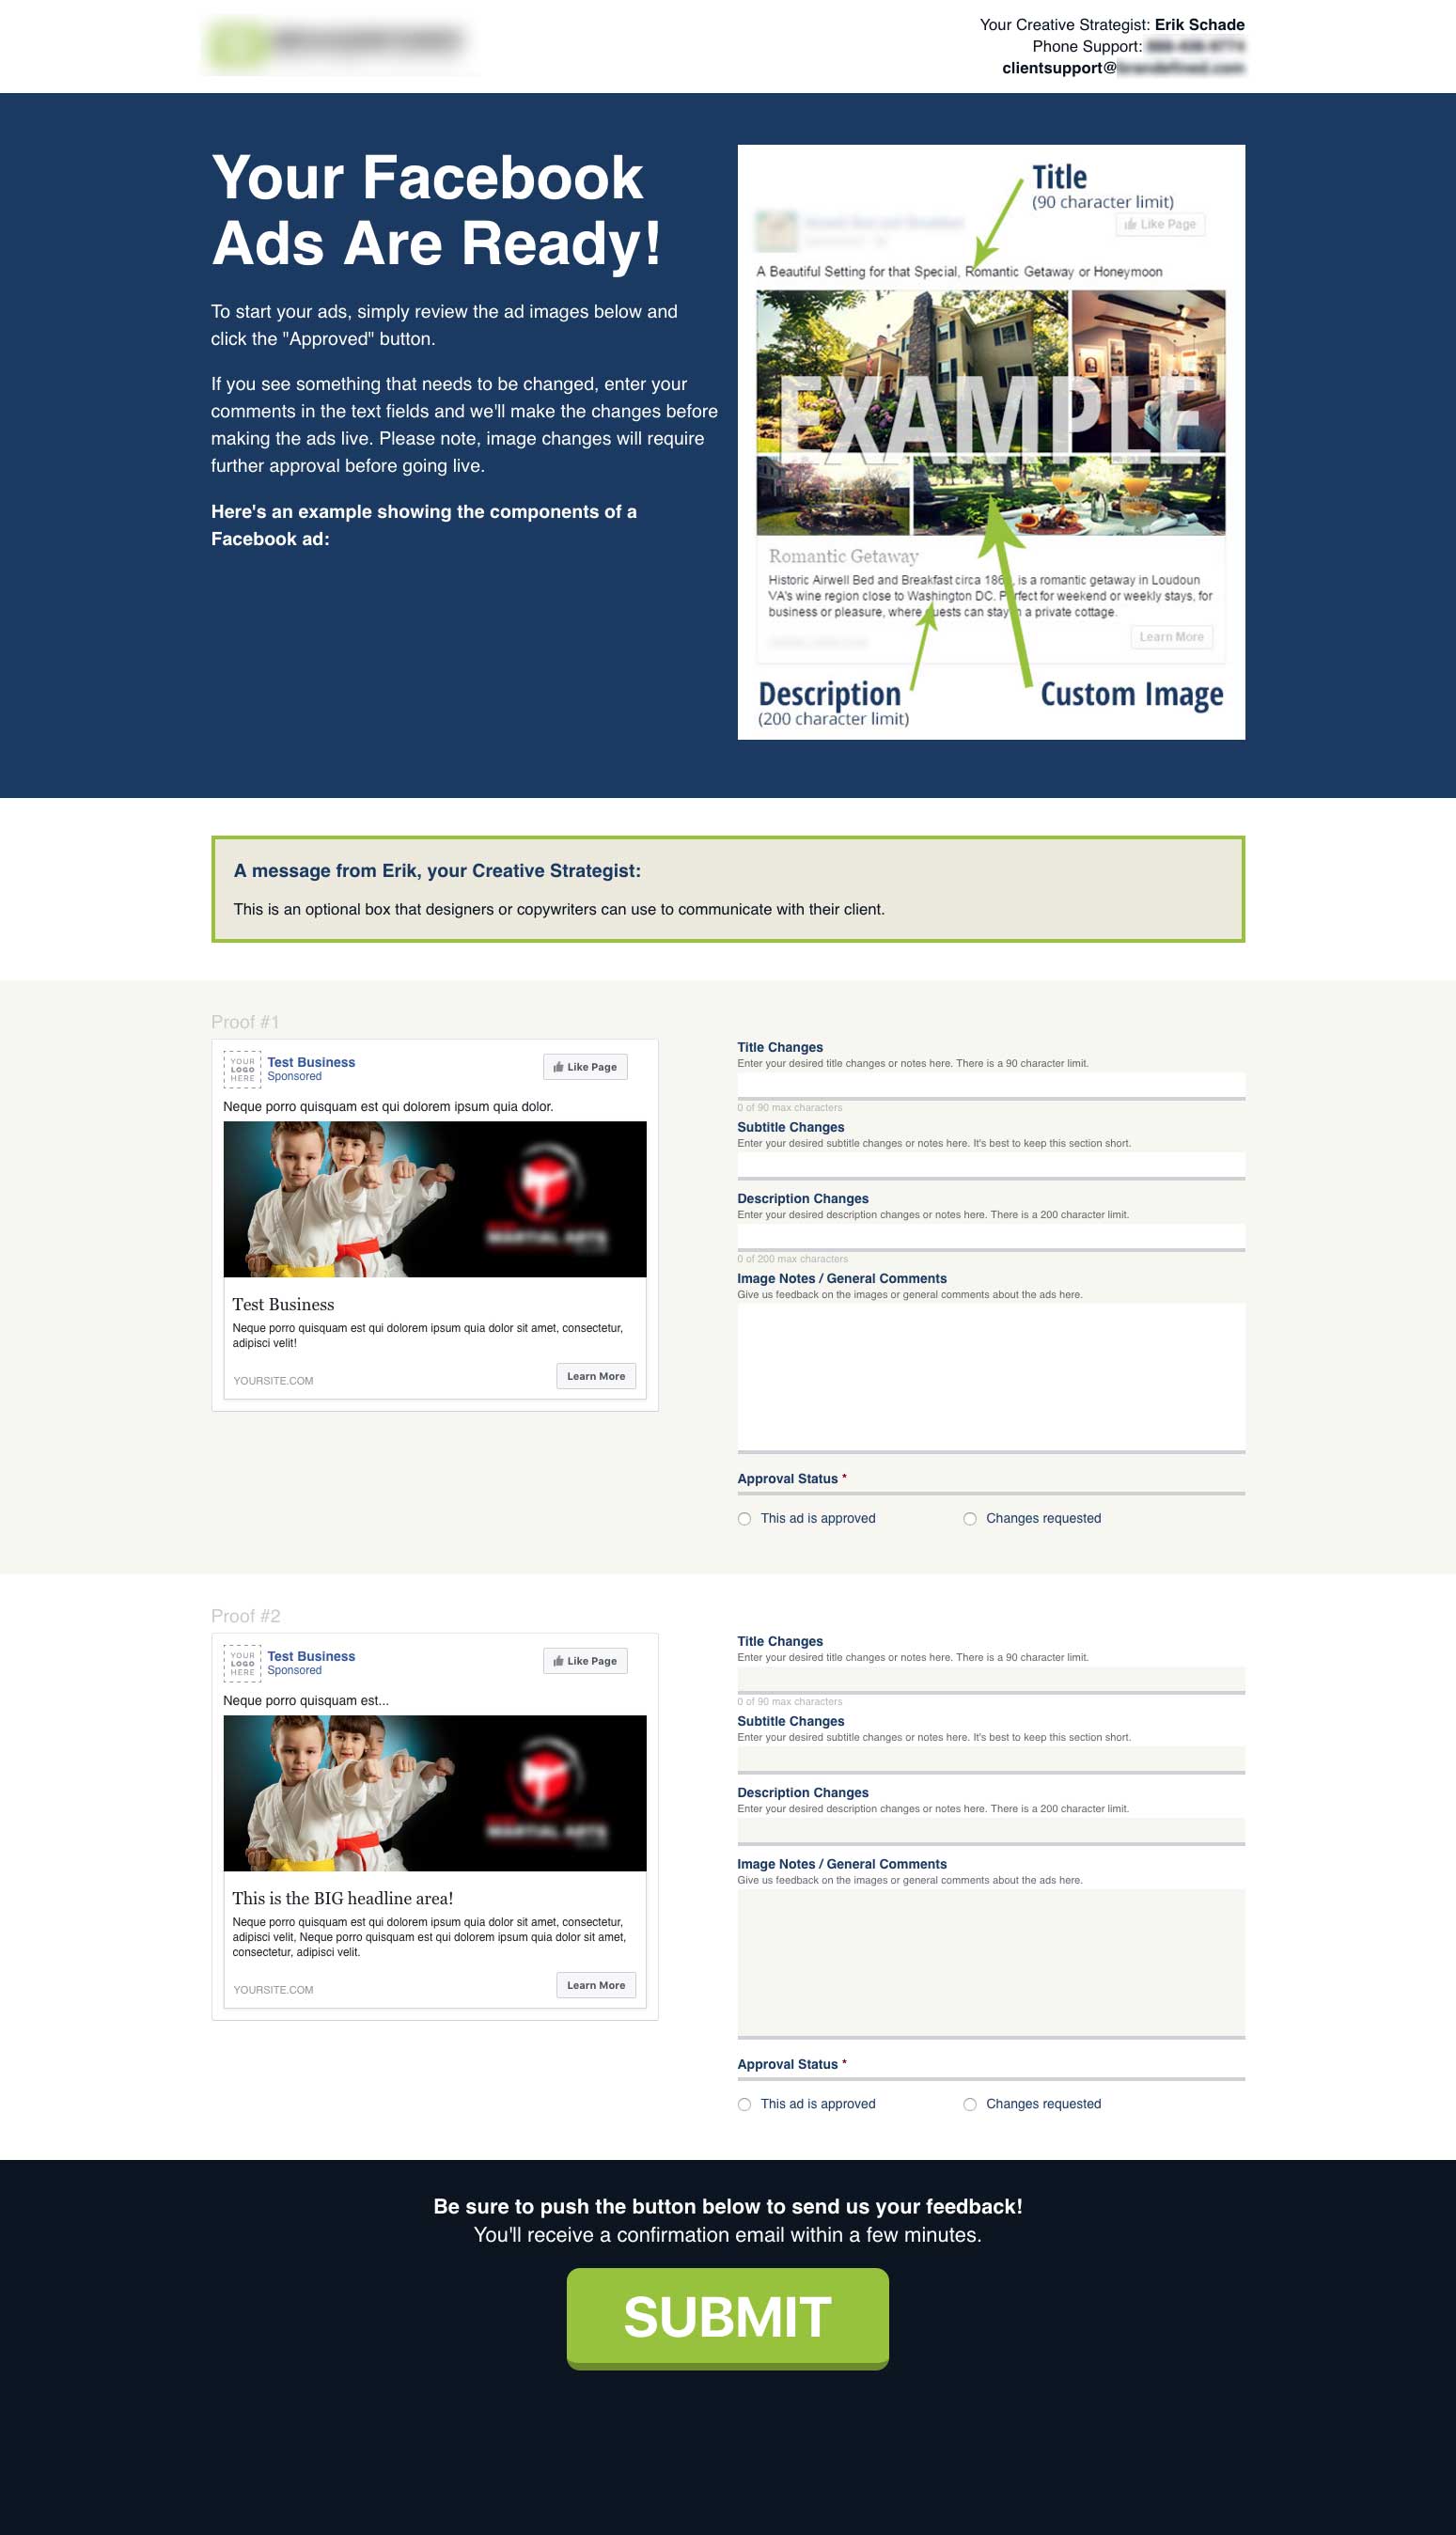 Your Creative Strategist: Erik Schade
Phone Support:
clientsupport@
Your Facebook
Ads Are Ready!
To start your ads, simply review the ad images below and
click the "Approved" button.
If you see something that needs to be changed, enter your
comments in the text fields and we'll make the changes before
making the ads live. Please note, image changes will require
further approval before going live.
Here's an example showing the components of a
Facebook ad:
Title
(90 character limit)
Like Page
A Beautiful Setting for that Special, Romantic Getaway or Honeymoon
EXAMPLE
Romantic Getaway
Historic Airwell Bed and Breakfast circa 186 , is a romantic getaway in Loudoun
VA's wine region close to Washington DC. Perfect for weekend or weekly stays, for
business or pleasure, where guests can stay in a private cottage.
Learn More
Description
(200 character limit)
Custom Image
A message from Erik, your Creative Strategist:
This is an optional box that designers or copywriters can use to communicate with their client.
Proof #1
YOUR
LOGO
HERE
Test Business
Sponsored
Like Page
Neque porro quisquam est qui dolorem ipsum quia dolor.
MARTIAL ARTS
Test Business
Neque porro quisquam est qui dolorem ipsum quia dolor sit amet, consectetur,
adipisci velit!
YOURSITE.COM
Learn More
Title Changes
Enter your desired title changes or notes here. There is a 90 character limit.
0 of 90 max characters
Subtitle Changes
Enter your desired subtitle changes or notes here. It's best to keep this section short.
Description Changes
Enter your desired description changes or notes here. There is a 200 character limit.
0 of 200 max characters
Image Notes / General Comments
Give us feedback on the images or general comments about the ads here.
Approval Status *
This ad is approved
Changes requested
Proof #2
YOUR
LOGO
HERE
Test Business
Sponsored
Like Page
Neque porro quisquam est...
MARTIAL ARTS
This is the BIG headline area!
Neque porro quisquam est qui dolorem ipsum quia dolor sit amet, consectetur,
adipisci velit, Neque porro quisquam est qui dolorem ipsum quia dolor sit amet,
consectetur, adipisci velit.
YOURSITE.COM
Learn More
Title Changes
Enter your desired title changes or notes here. There is a 90 character limit.
0 of 90 max characters
Subtitle Changes
Enter your desired subtitle changes or notes here. It's best to keep this section short.
Description Changes
Enter your desired description changes or notes here. There is a 200 character limit.
Image Notes / General Comments
Give us feedback on the images or general comments about the ads here.
Approval Status *
This ad is approved
Changes requested
Be sure to push the button below to send us your feedback!
You'll receive a confirmation email within a few minutes.
SUBMIT